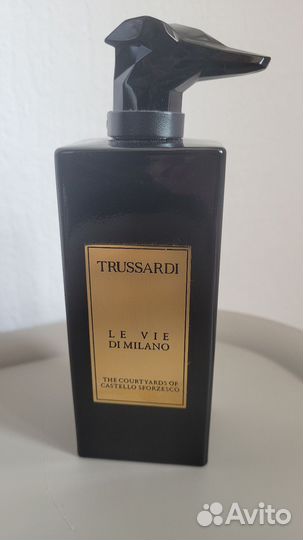 TRUSSARDI
LE VIE
DI MILANO
THE COURTYARDS OF
CASTELLO SFORZESCO
Avito